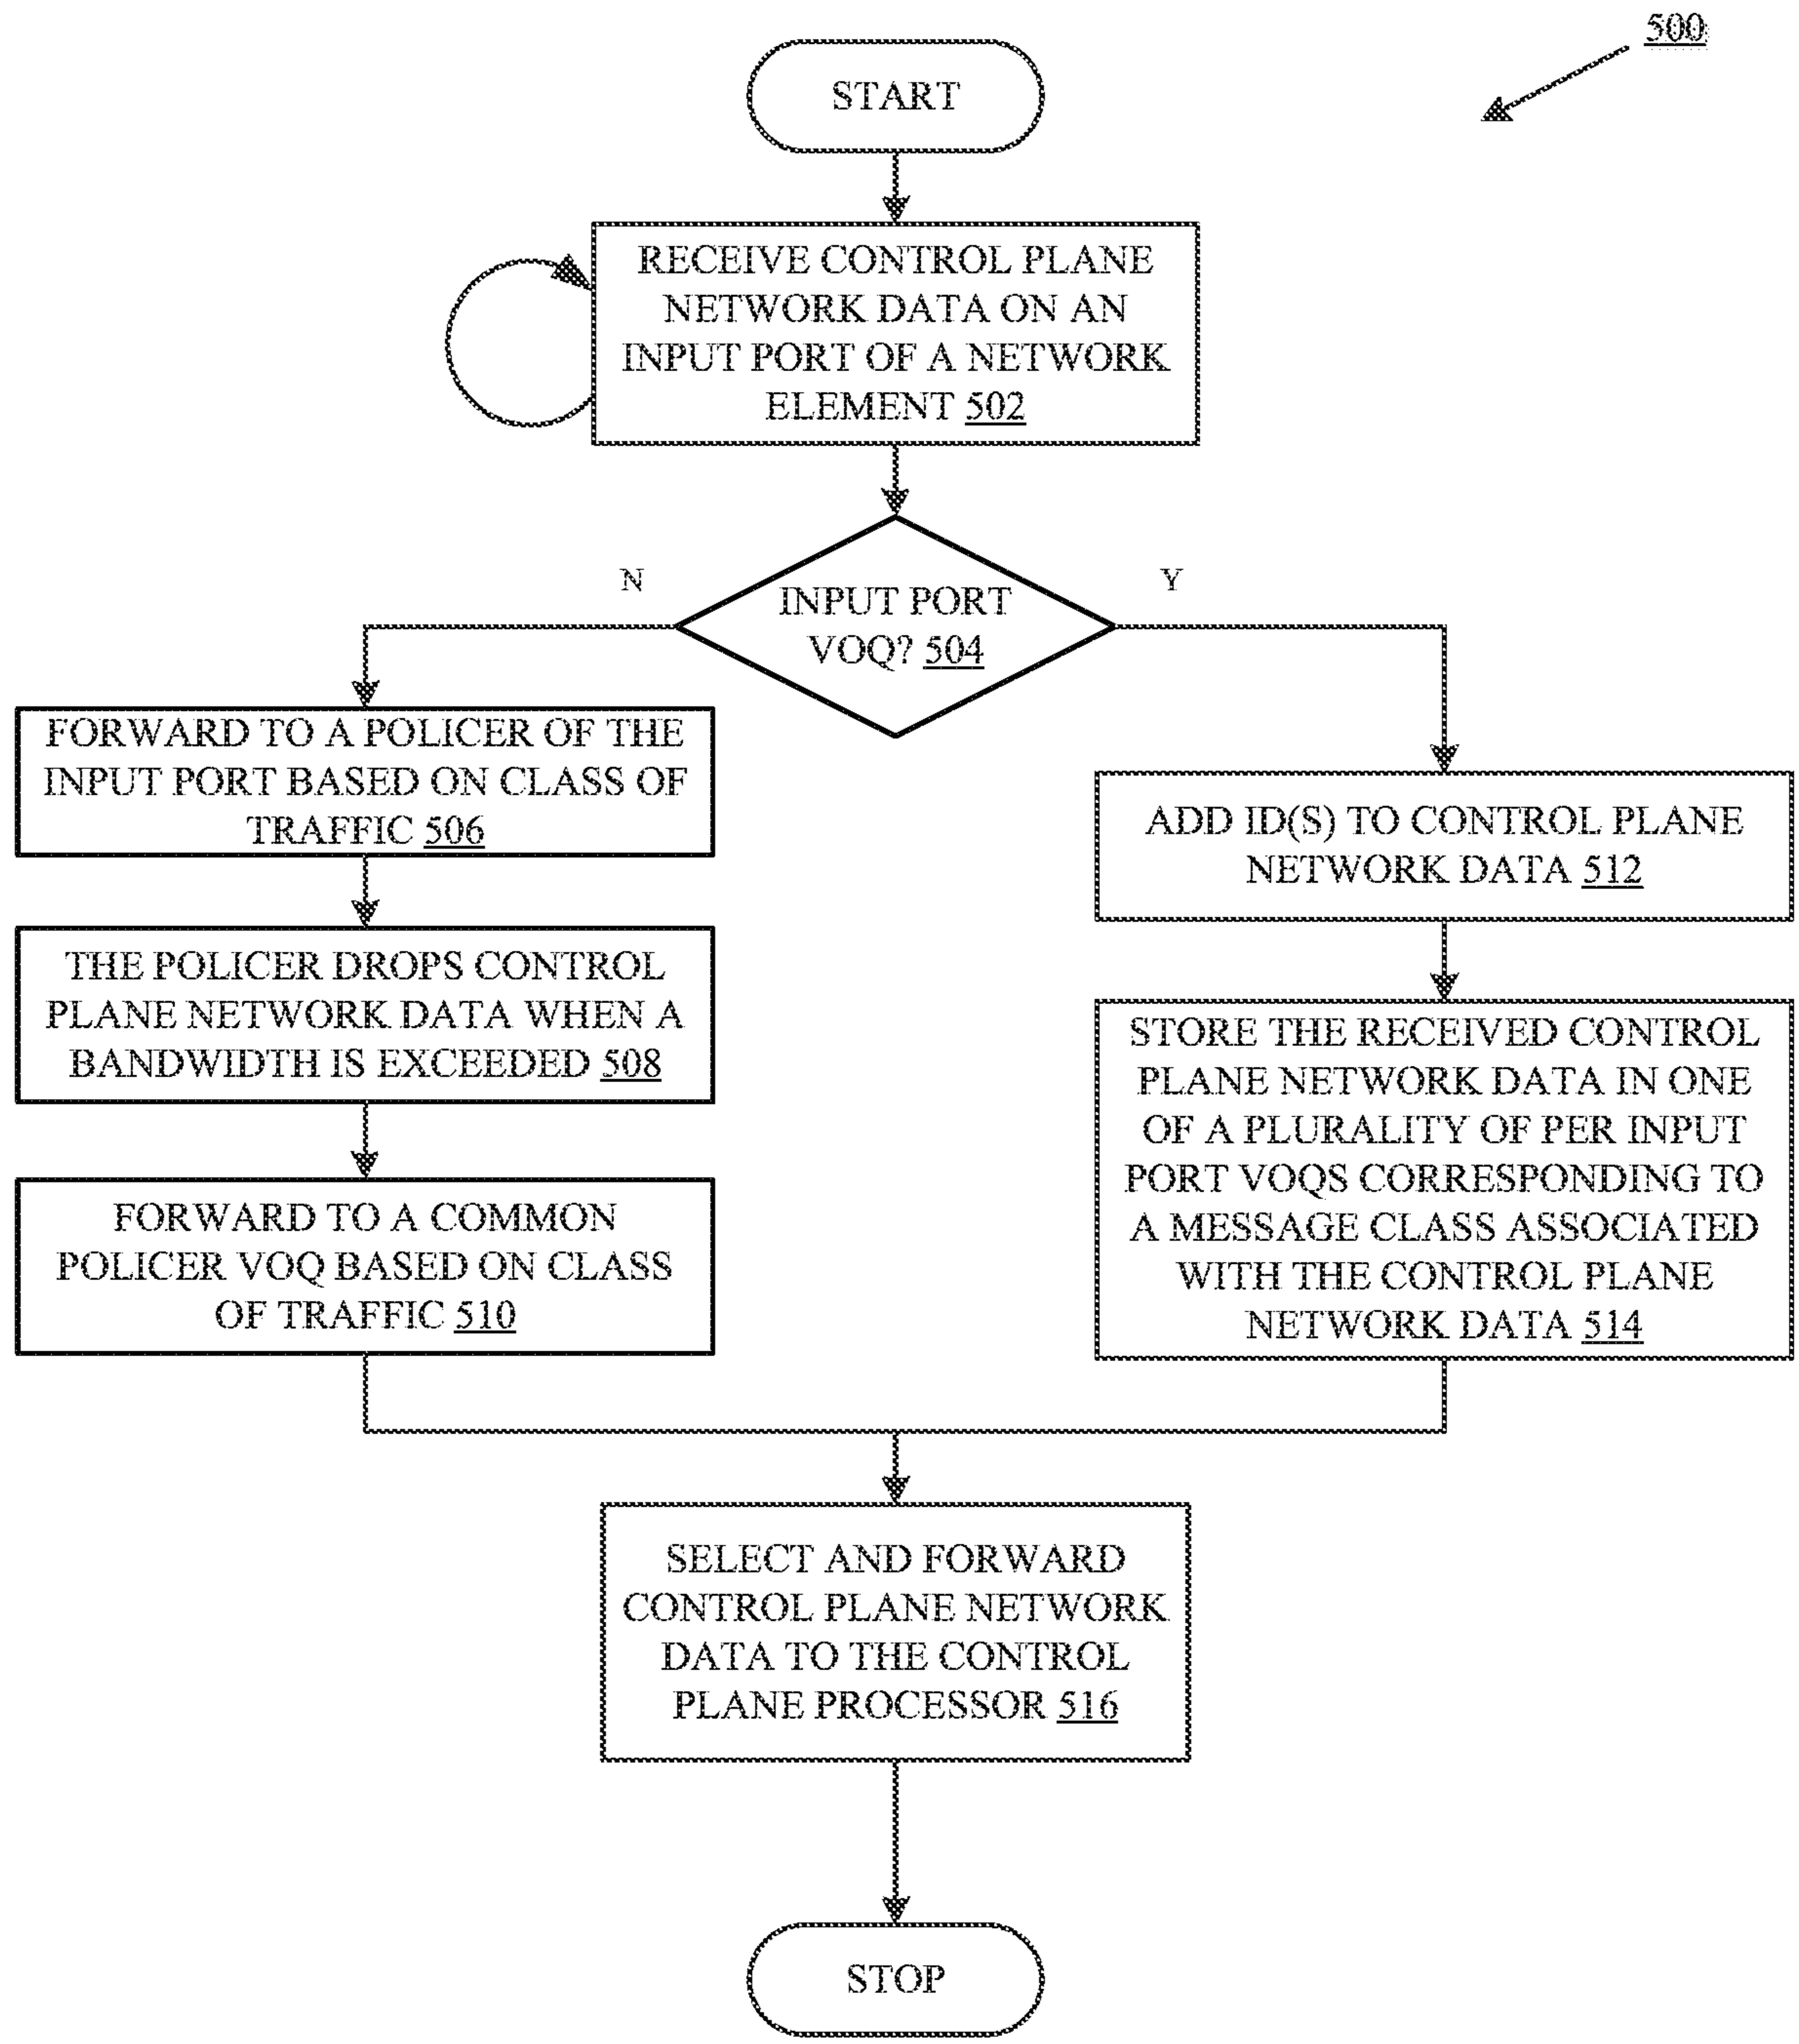 500
START
RECEIVE CONTROL PLANE
NETWORK DATA ON AN
INPUT PORT OF A NETWORK
ELEMENT 502
N
Y
INPUT PORT
VOQ? 504
FORWARD TO A POLICER OF THE
INPUT PORT BASED ON CLASS OF
TRAFFIC 506
THE POLICER DROPS CONTROL
PLANE NETWORK DATA WHEN A
BANDWIDTH IS EXCEEDED 508
FORWARD TO A COMMON
POLICER VOQ BASED ON CLASS
OF TRAFFIC 510
ADD ID(S) TO CONTROL PLANE
NETWORK DATA 512
STORE THE RECEIVED CONTROL
PLANE NETWORK DATA IN ONE
OF A PLURALITY OF PER INPUT
PORT VOQS CORRESPONDING TO
A MESSAGE CLASS ASSOCIATED
WITH THE CONTROL PLANE
NETWORK DATA 514
SELECT AND FORWARD
CONTROL PLANE NETWORK
DATA TO THE CONTROL
PLANE PROCESSOR 516
STOP